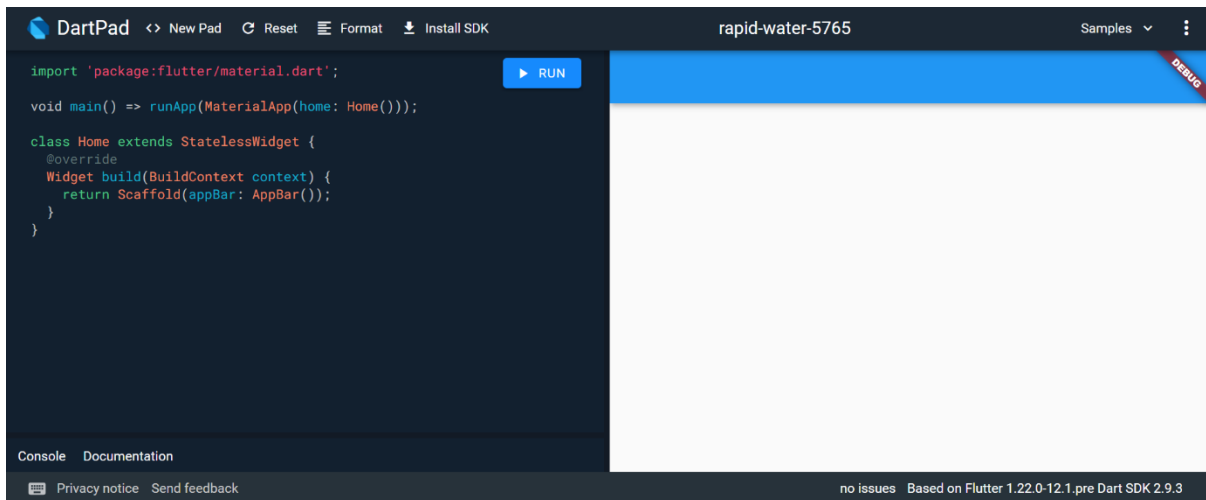 DartPad <> New Pad Reset Format Install SDK rapid-water-5765 Samples
import 'package:flutter/material.dart';
RUN
DEBUG
void main() => runApp(MaterialApp(home: Home()));
class Home extends StatelessWidget {
@override
Widget build(BuildContext context) {
return Scaffold(appBar: AppBar());
}
}
Console Documentation
Privacy notice Send feedback no issues Based on Flutter 1.22.0-12.1.pre Dart SDK 2.9.3